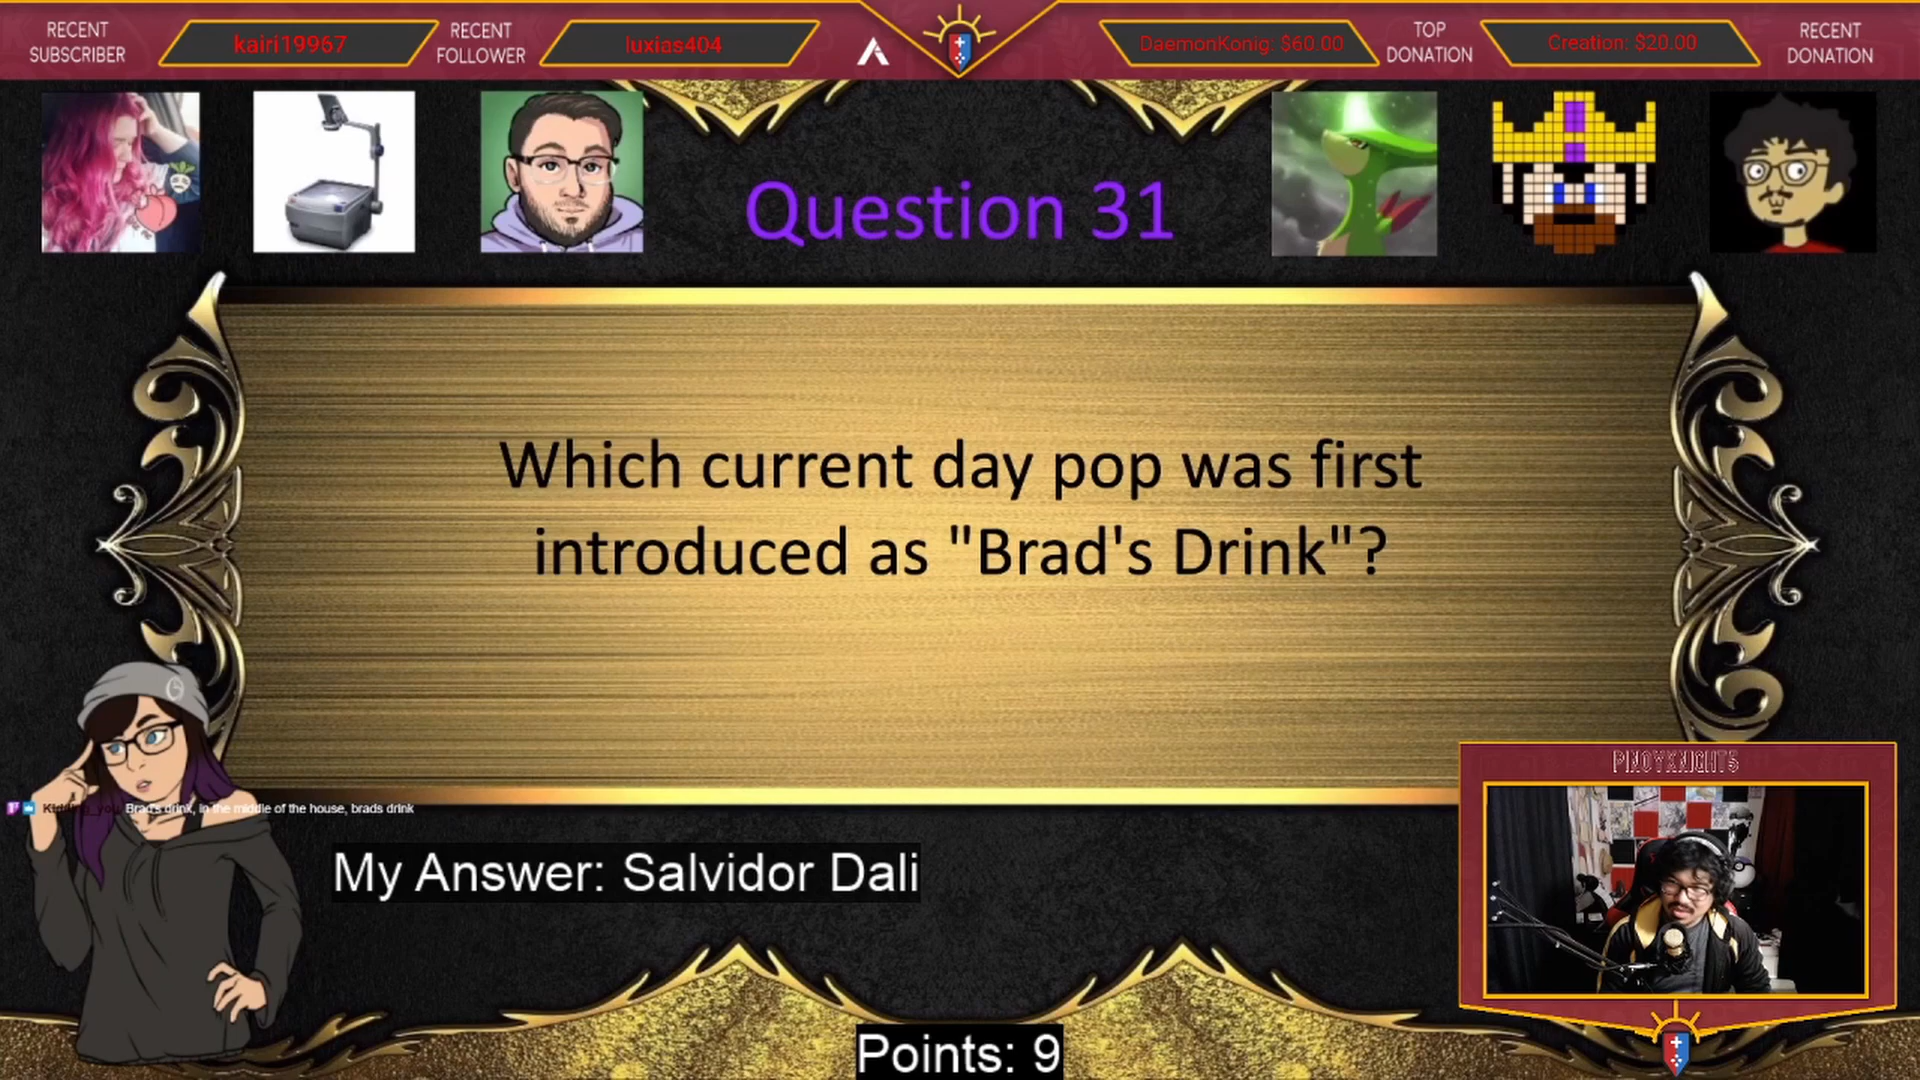 RECENT
SUBSCRIBER
kairi19967
RECENT
FOLLOWER
luxias404
DaemonKonig: $60.00
TOP
DONATION
Creation: $20.00
RECENT
DONATION
Question 31
Which current day pop was first
introduced as "Brad's Drink"?
PINOYKNIGHTS
Brad's drink, in the middle of the house, brads drink
My Answer: Salvidor Dali
Points: 9